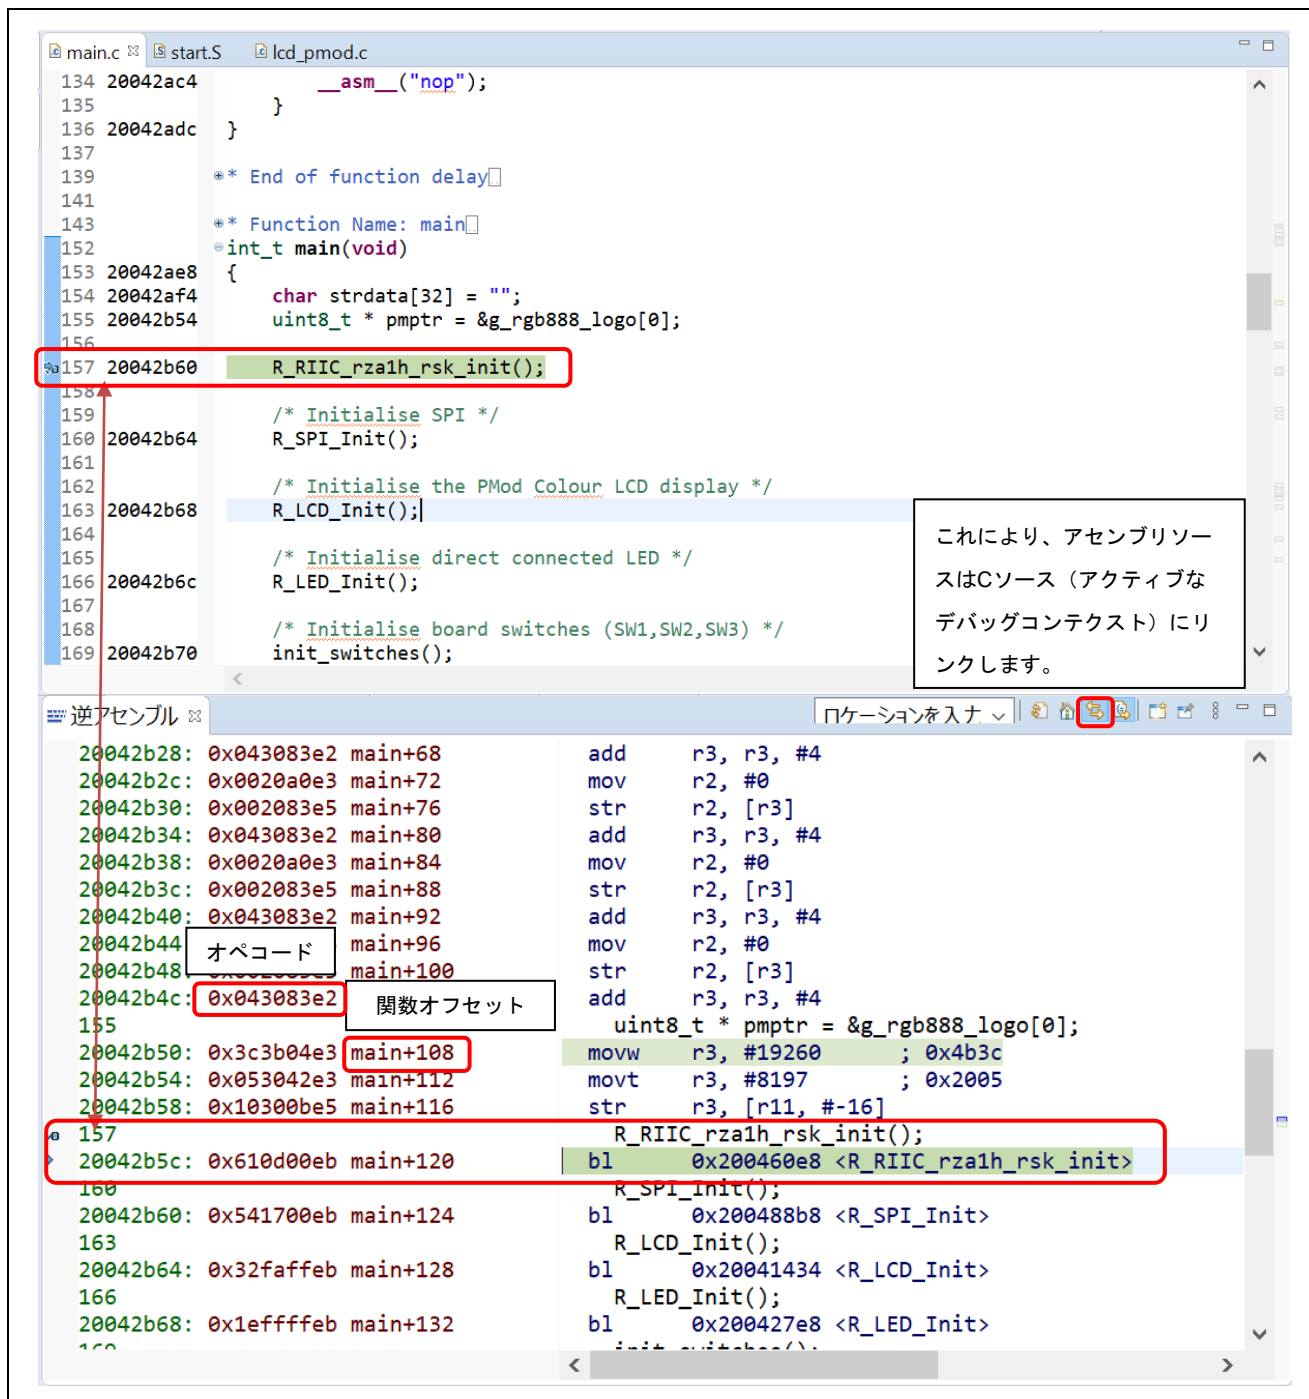 main.c start.S lcd_pmod.c
134 20042ac4 __asm__("nop");
135 }
136 20042adc }
137
139 * End of function delay
141
143 * Function Name: main
152 int_t main(void)
153 20042ae8 {
154 20042af4 char strdata[32] = "";
155 20042b54 uint8_t * pmptr = &g_rgb888_logo[0];
156
157 20042b60 R_RIIC_rza1h_rsk_init();
158
159 /* Initialise SPI */
160 20042b64 R_SPI_Init();
161
162 /* Initialise the PMod Colour LCD display */
163 20042b68 R_LCD_Init();
164
165 /* Initialise direct connected LED */
166 20042b6c R_LED_Init();
167
168 /* Initialise board switches (SW1,SW2,SW3) */
169 20042b70 init_switches();
これにより、アセンブリソー
スはCソース（アクティブな
デバッグコンテクスト）にリ
ンクします。
逆アセンブル ロケーションを入力
20042b28: 0x043083e2 main+68 add r3, r3, #4
20042b2c: 0x0020a0e3 main+72 mov r2, #0
20042b30: 0x002083e5 main+76 str r2, [r3]
20042b34: 0x043083e2 main+80 add r3, r3, #4
20042b38: 0x0020a0e3 main+84 mov r2, #0
20042b3c: 0x002083e5 main+88 str r2, [r3]
20042b40: 0x043083e2 main+92 add r3, r3, #4
20042b44 main+96 mov r2, #0
オペコード
20042b48: main+100 str r2, [r3]
20042b4c: 0x043083e2 add r3, r3, #4
関数オフセット
155 uint8_t * pmptr = &g_rgb888_logo[0];
20042b50: 0x3c3b04e3 main+108 movw r3, #19260 ; 0x4b3c
20042b54: 0x053042e3 main+112 movt r3, #8197 ; 0x2005
20042b58: 0x10300be5 main+116 str r3, [r11, #-16]
157 R_RIIC_rza1h_rsk_init();
20042b5c: 0x610d00eb main+120 bl 0x200460e8 <R_RIIC_rza1h_rsk_init>
160 R_SPI_Init();
20042b60: 0x541700eb main+124 bl 0x200488b8 <R_SPI_Init>
163 R_LCD_Init();
20042b64: 0x32faffeb main+128 bl 0x20041434 <R_LCD_Init>
166 R_LED_Init();
20042b68: 0x1effffeb main+132 bl 0x200427e8 <R_LED_Init>